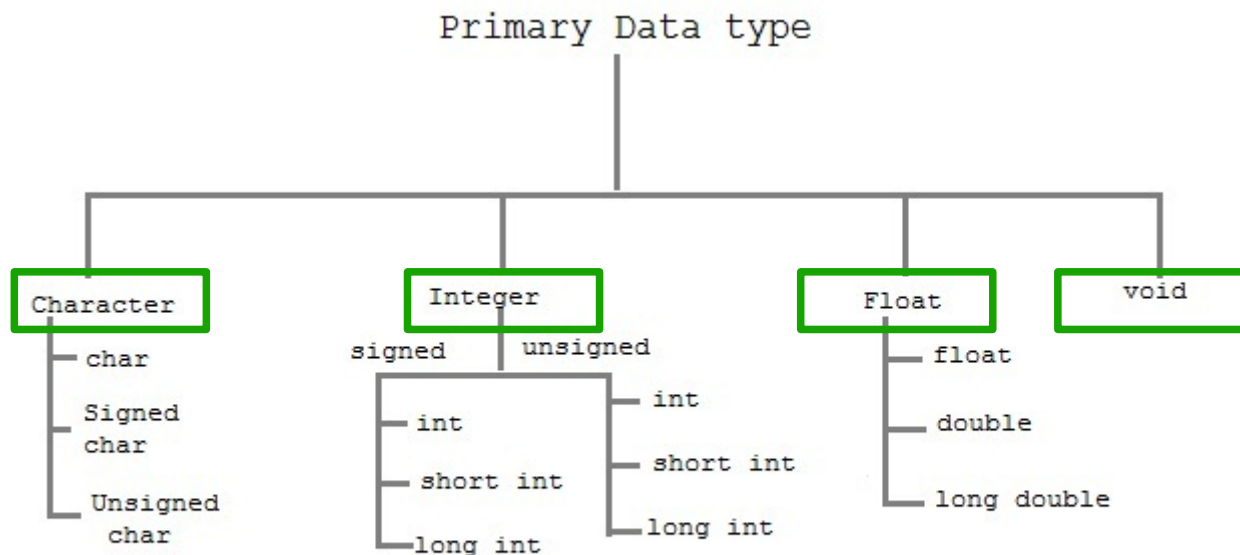 Primary Data type
Character
Integer
Float
void
signed
unsigned
char
Signed
char
Unsigned
char
int
short int
long int
int
short int
long int
float
double
long double